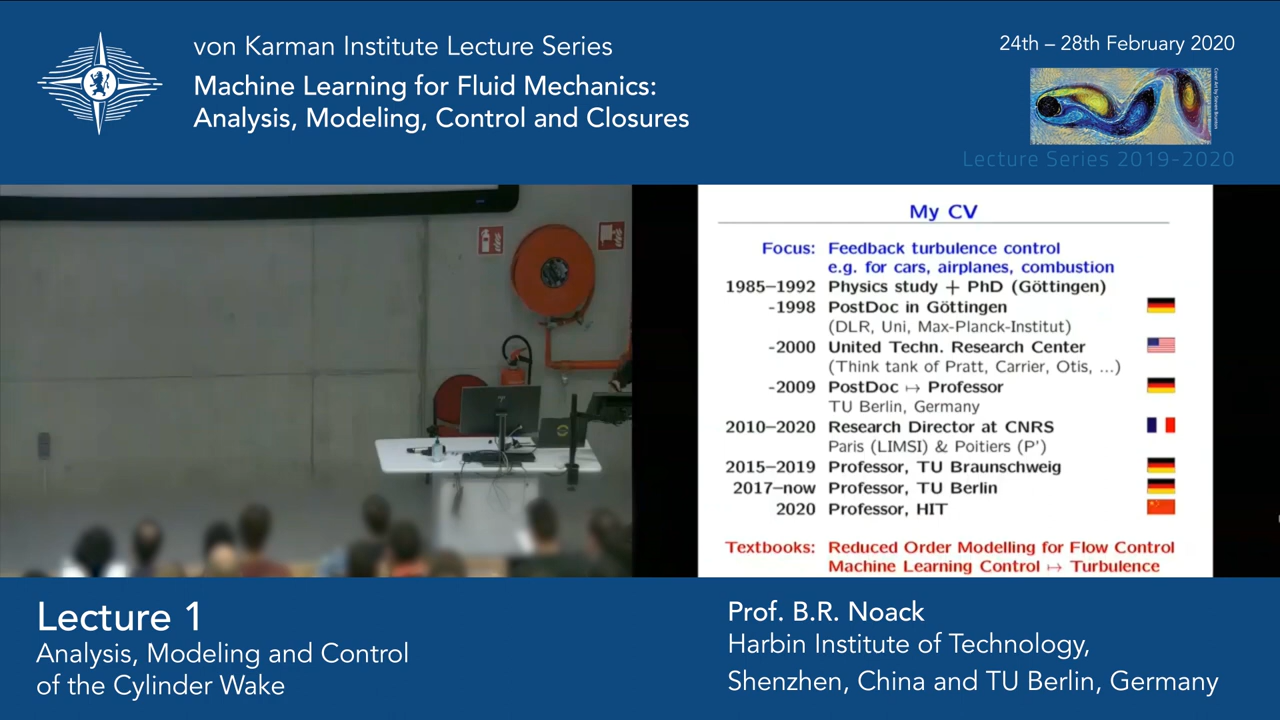 von Karman Institute Lecture Series
Machine Learning for Fluid Mechanics:
Analysis, Modeling, Control and Closures
24th – 28th February 2020
Lecture Series 2019-2020
My CV
Focus: Feedback turbulence control
e.g. for cars, airplanes, combustion
1985–1992 Physics study + PhD (Göttingen)
-1998 PostDoc in Göttingen
(DLR, Uni, Max-Planck-Institut)
-2000 United Techn. Research Center
(Think tank of Pratt, Carrier, Otis, ...)
-2009 PostDoc ↦ Professor
TU Berlin, Germany
2010–2020 Research Director at CNRS
Paris (LIMSI) & Poitiers (P')
2015–2019 Professor, TU Braunschweig
2017–now Professor, TU Berlin
2020 Professor, HIT
Textbooks: Reduced Order Modelling for Flow Control
Machine Learning Control ↦ Turbulence
Lecture 1
Analysis, Modeling and Control
of the Cylinder Wake
Prof. B.R. Noack
Harbin Institute of Technology,
Shenzhen, China and TU Berlin, Germany